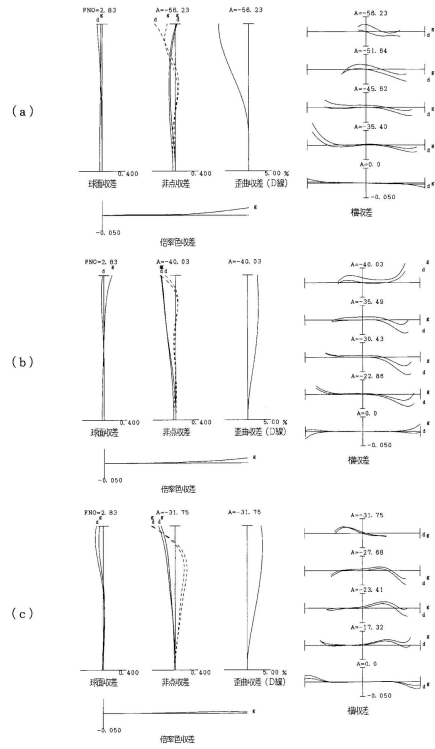 (a)
FNO=2.83
g
d
0.400
球面収差
A=-56.23
d g
g
d
0.400
非点収差
A=-56.23
5.00 %
歪曲収差(D線)
-0.050
g
倍率色収差
A=-56.23
g
d
A=-51.64
g
d
A=-45.62
g
d
A=-35.40
g
d
A=0.0
g
d
-0.050
横収差
(b)
FNO=2.83
g
d
0.400
球面収差
A=-40.03
g
d d
0.400
非点収差
A=-40.03
5.00 %
歪曲収差(D線)
-0.050
g
倍率色収差
A=-40.03
g
d
A=-35.49
g
d
A=-30.43
g
d
A=-22.86
g
d
A=0.0
g
d
-0.050
横収差
(c)
FNO=2.83
g
d
0.400
球面収差
A=-31.75
g g
d d
0.400
非点収差
A=-31.75
5.00 %
歪曲収差(D線)
-0.050
g
倍率色収差
A=-31.75
d g
A=-27.68
g
d
A=-23.41
g
d
A=-17.32
g
d
A=0.0
g
d
-0.050
横収差